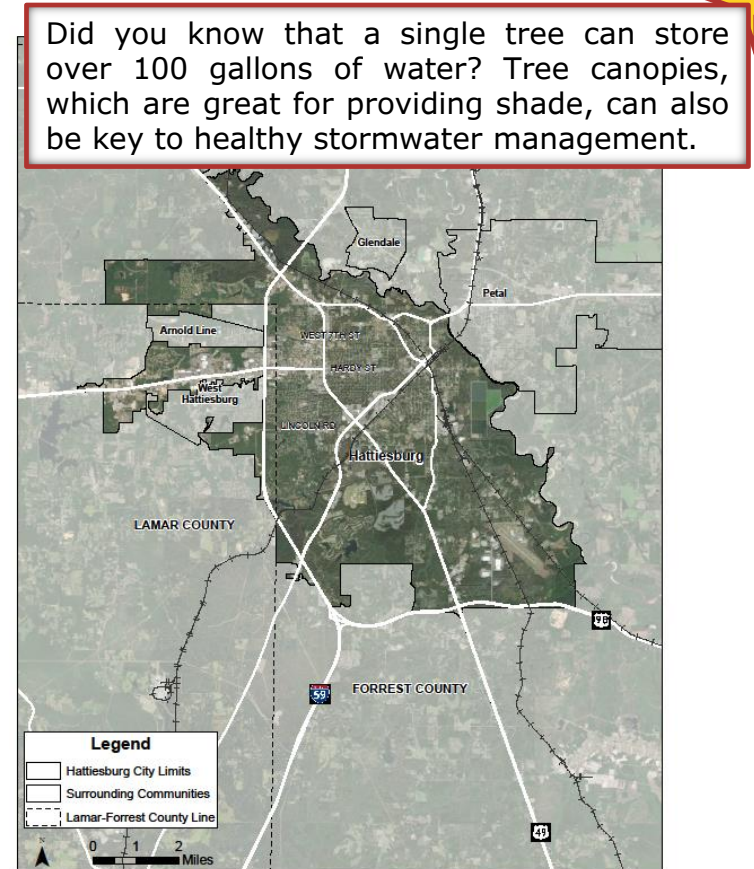 Did you know that a single tree can store
over 100 gallons of water? Tree canopies,
which are great for providing shade, can also
be key to healthy stormwater management.
Glendale
Petal
Arnold Line
WEST 7TH ST
HARDY ST
West
Hattiesburg
LINCOLN RD
Hattiesburg
LAMAR COUNTY
98
59
FORREST COUNTY
Legend
Hattiesburg City Limits
Surrounding Communities
Lamar-Forrest County Line
49
N
0 1 2
Miles